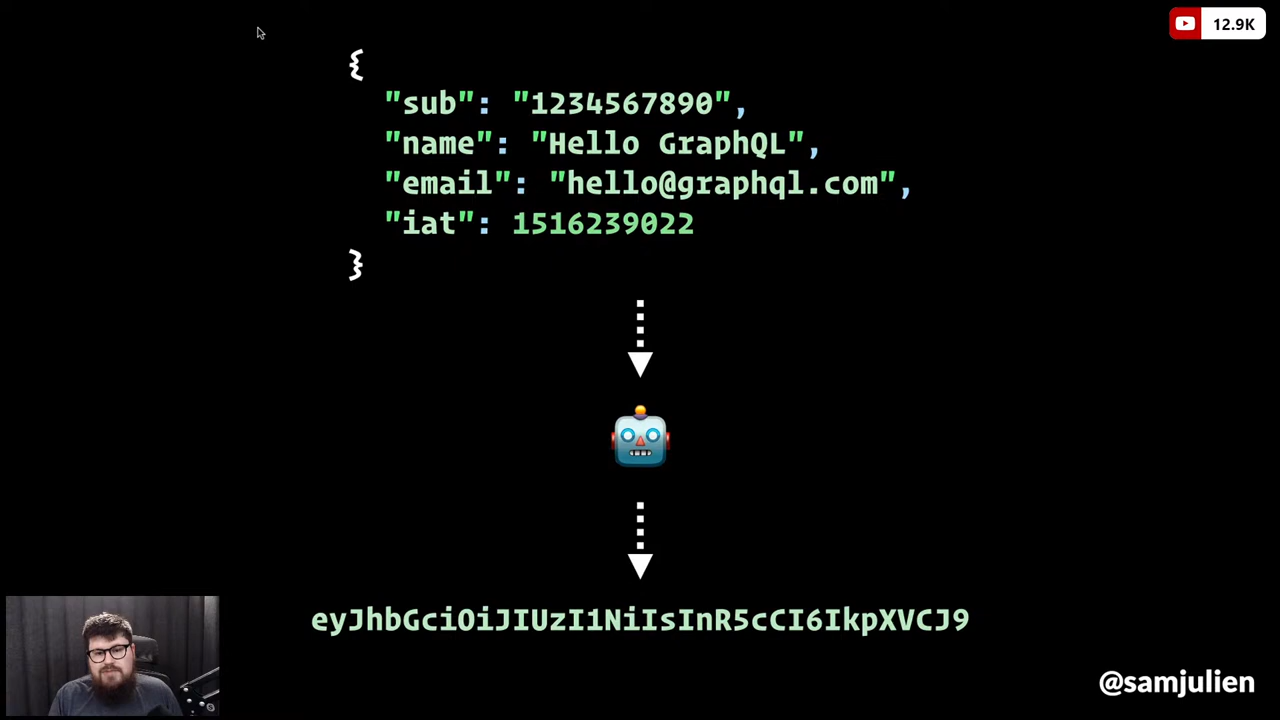 12.9K
{
"sub": "1234567890",
"name": "Hello GraphQL",
"email": "hello@graphql.com",
"iat": 1516239022
}
eyJhbGciOiJIUzI1NiIsInR5cCI6IkpXVCJ9
@samjulien